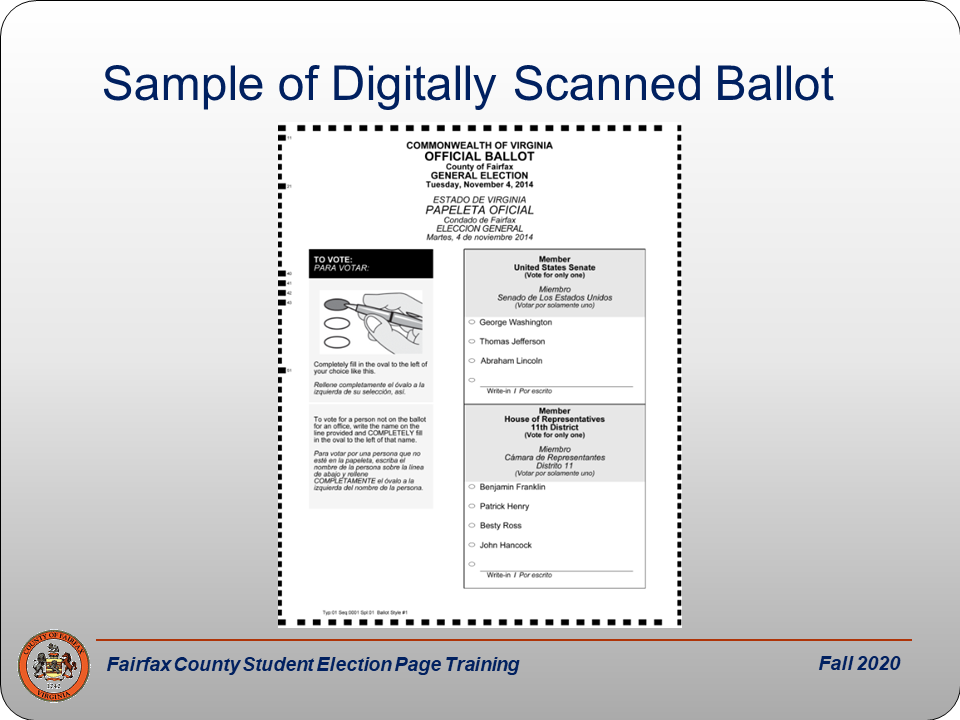 Sample of Digitally Scanned Ballot
11
21
40
41
42
45
51
COMMONWEALTH OF VIRGINIA
OFFICIAL BALLOT
County of Fairfax
GENERAL ELECTION
Tuesday, November 4, 2014
ESTADO DE VIRGINIA
PAPELETA OFICIAL
Condado de Fairfax
ELECCION GENERAL
Martes, 4 de noviembre 2014
TO VOTE:
PARA VOTAR:
Completely fill in the oval to the left of
your choice like this.
Rellene completamente el óvalo a la
izquierda de su selección, así.
To vote for a person not on the ballot
for an office, write the name on the
line provided and COMPLETELY fill
in the oval to the left of that name.
Para votar por una persona que no
esté en la papeleta, escriba el
nombre de la persona sobre la línea
de abajo y rellene
COMPLETAMENTE el óvalo a la
izquierda del nombre de la persona.
Member
United States Senate
(Vote for only one)
Miembro
Senado de Los Estados Unidos
(Votar por solamente uno)
George Washington
Thomas Jefferson
Abraham Lincoln
Write-in / Por escrito
Member
House of Representatives
11th District
(Vote for only one)
Miembro
Cámara de Representantes
Distrito 11
(Votar por solamente uno)
Benjamin Franklin
Patrick Henry
Besty Ross
John Hancock
Write-in / Por escrito
Typ:01 Seq:0001 Spl:01 Ballot Style #1
COUNTY OF FAIRFAX
1742
VIRGINIA
Fairfax County Student Election Page Training
Fall 2020